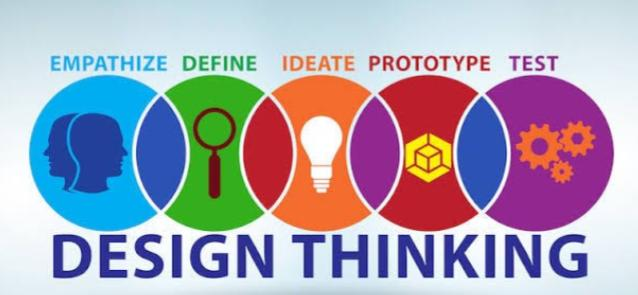 EMPATHIZE DEFINE IDEATE PROTOTYPE TEST
DESIGN THINKING